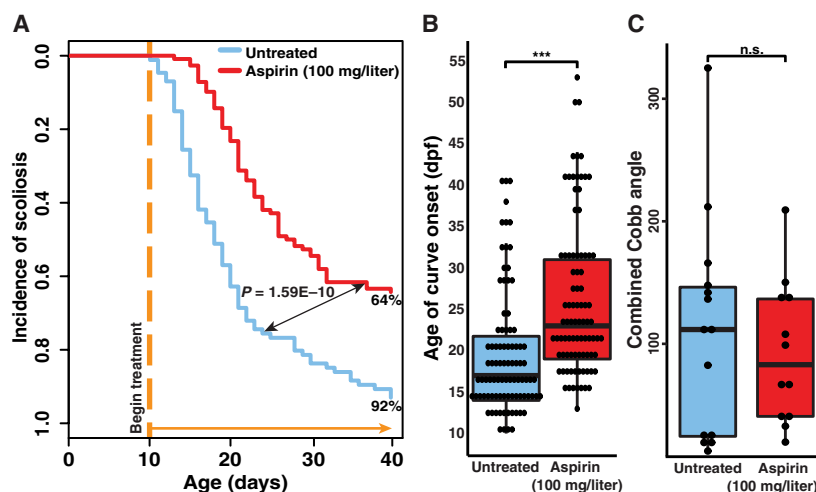 A
0.0
0.2
0.4
0.6
0.8
1.0
Incidence of scoliosis
Untreated
Aspirin (100 mg/liter)
Begin treatment
P = 1.59E–10
64%
92%
0
10
20
30
40
Age (days)
B
55
50
45
40
35
30
25
20
15
10
Age of curve onset (dpf)
***
Untreated
Aspirin
(100 mg/liter)
C
300
200
100
Combined Cobb angle
n.s.
Untreated
Aspirin
(100 mg/liter)